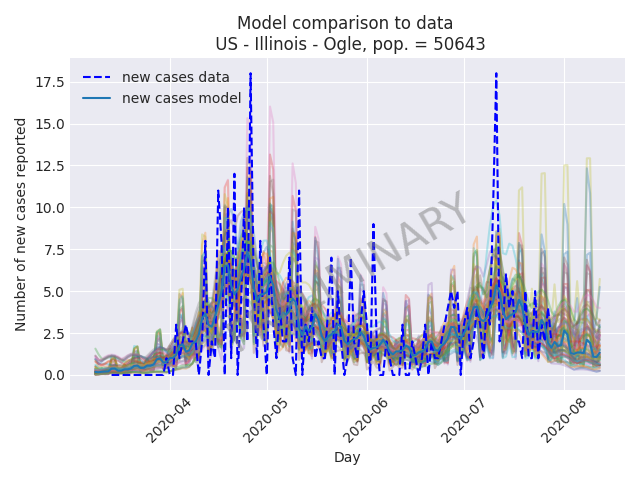 Model comparison to data
US - Illinois - Ogle, pop. = 50643
new cases data
new cases model
MINARY
Number of new cases reported
17.5
15.0
12.5
10.0
7.5
5.0
2.5
0.0
2020-04
2020-05
2020-06
2020-07
2020-08
Day